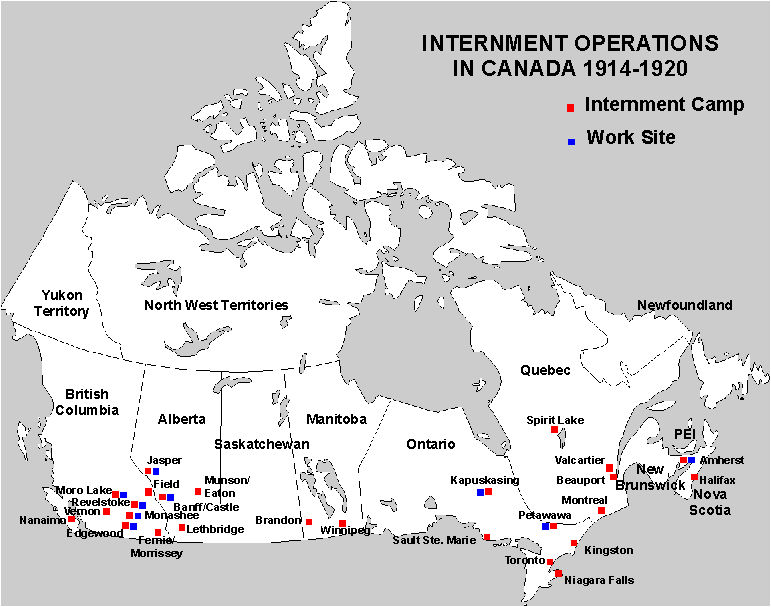 INTERNMENT OPERATIONS
IN CANADA 1914-1920
Internment Camp
Work Site
Yukon
Territory
North West Territories
Newfoundland
British
Columbia
Alberta
Saskatchewan
Manitoba
Ontario
Quebec
Spirit Lake
PEI
Jasper
Valcartier
Amherst
Field
Munson/
Eaton
Kapuskasing
Beauport
New
Brunswick
Halifax
Nova
Scotia
Moro Lake
Revelstoke
Banff/Castle
Montreal
Vernon
Monashee
Nanaimo
Edgewood
Lethbridge
Brandon
Winnipeg
Petawawa
Fernie/
Morrissey
Sault Ste. Marie
Kingston
Toronto
Niagara Falls